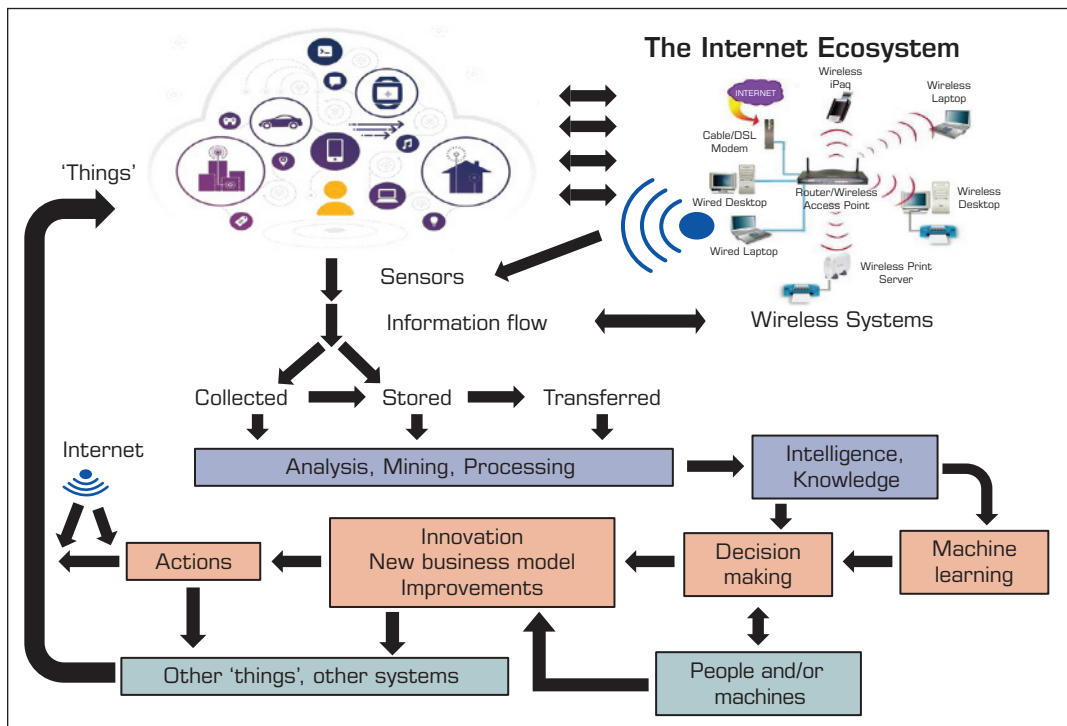 The Internet Ecosystem
Wireless
iPaq
Wireless
Laptop
INTERNET
Cable/DSL
Modem
'Things'
Wired Desktop
Router/Wireless
Access Point
Wireless
Desktop
Wired Laptop
Wireless Print
Server
Sensors
Information flow
Wireless Systems
Collected
Stored
Transferred
Internet
Analysis, Mining, Processing
Intelligence,
Knowledge
Actions
Innovation
New business model
Improvements
Decision
making
Machine
learning
Other 'things', other systems
People and/or
machines